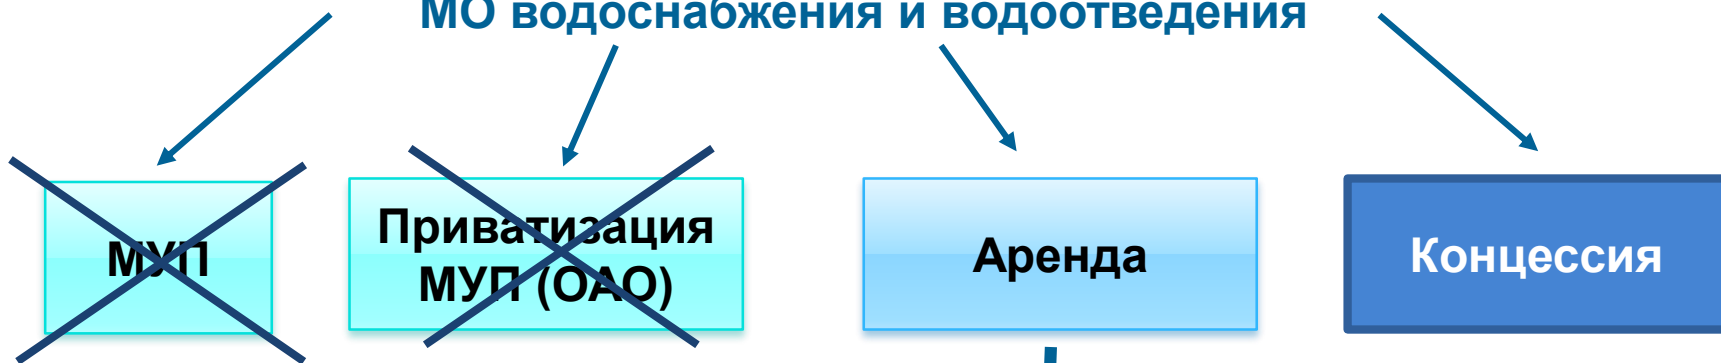 МО водоснабжения и водоотведения
МУП
Приватизация
МУП (ОАО)
Аренда
Концессия